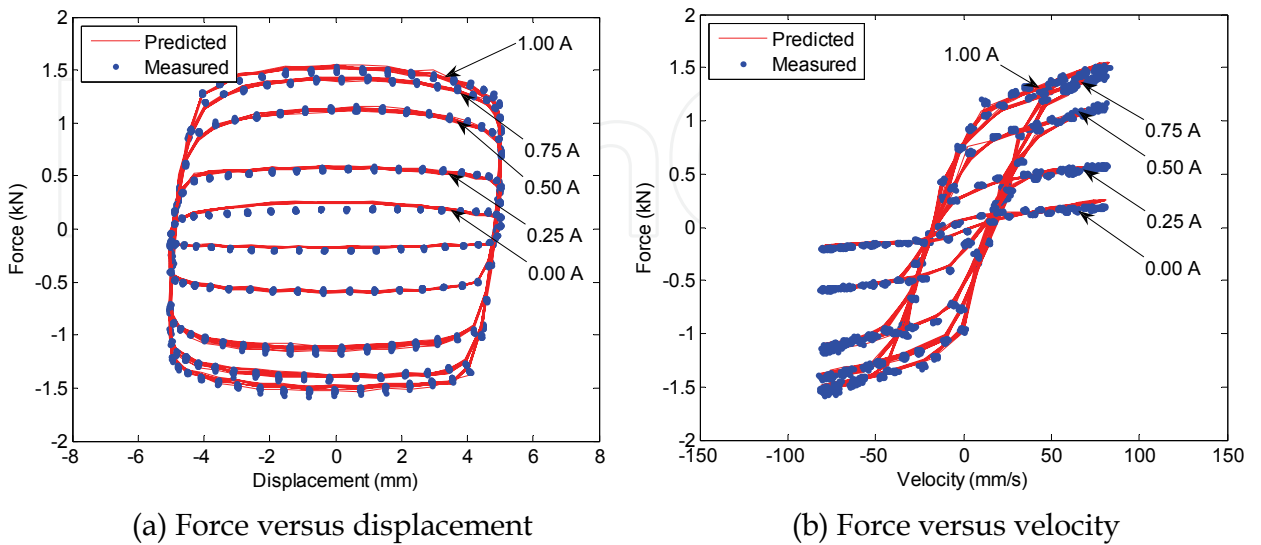 2
1.5
1
0.5
0
-0.5
-1
-1.5
-2
-8
-6
-4
-2
0
2
4
6
8
Force (kN)
Displacement (mm)
Predicted
Measured
1.00 A
0.75 A
0.50 A
0.25 A
0.00 A
(a) Force versus displacement
2
1.5
1
0.5
0
-0.5
-1
-1.5
-2
-150
-100
-50
0
50
100
150
Force (kN)
Velocity (mm/s)
Predicted
Measured
1.00 A
0.75 A
0.50 A
0.25 A
0.00 A
(b) Force versus velocity